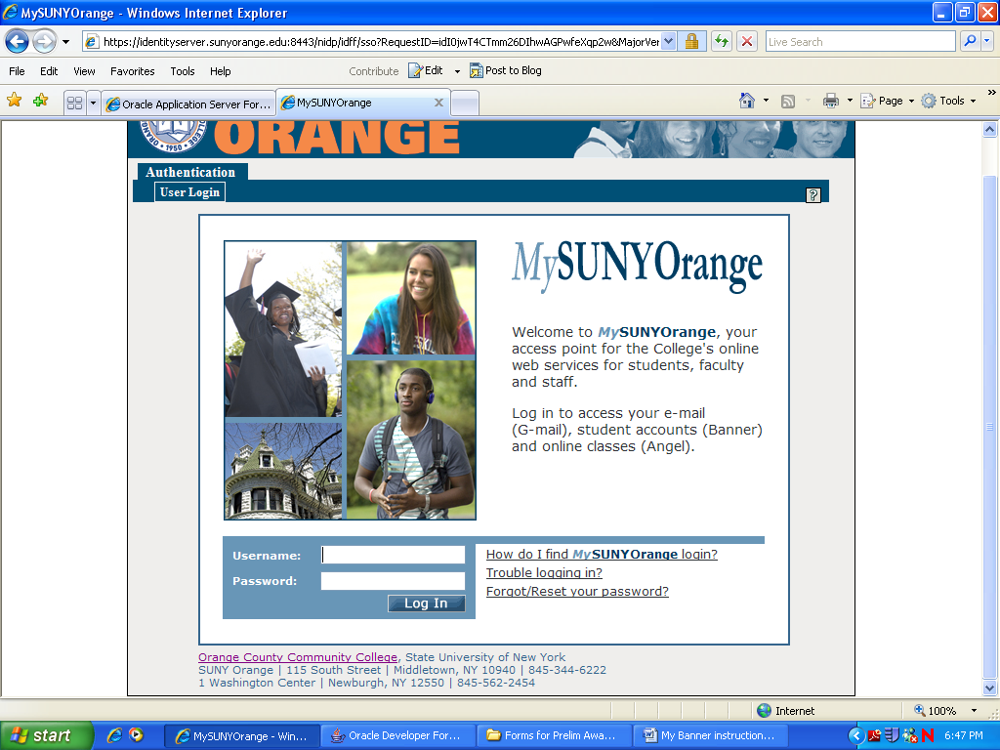 MySUNYOrange - Windows Internet Explorer
https://identityserver.sunyorange.edu:8443/nidp/idff/sso?RequestID=idI0jwT4CTmm26DIhwAGPwfeXqp2w&MajorVer
Live Search
File Edit View Favorites Tools Help
Contribute Edit Post to Blog
Oracle Application Server For...
MySUNYOrange
Page Tools
COLLEGE
ORANGE 1950
ORANGE
Authentication
User Login
?
MySUNYOrange
Welcome to MySUNYOrange, your
access point for the College's online
web services for students, faculty
and staff.
Log in to access your e-mail
(G-mail), student accounts (Banner)
and online classes (Angel).
Username:
Password:
Log In
How do I find MySUNYOrange login?
Trouble logging in?
Forgot/Reset your password?
Orange County Community College, State University of New York
SUNY Orange | 115 South Street | Middletown, NY 10940 | 845-344-6222
1 Washington Center | Newburgh, NY 12550 | 845-562-2454
Internet
100%
start
MySUNYOrange - Win...
Oracle Developer For...
Forms for Prelim Awa...
My Banner instruction...
6:47 PM